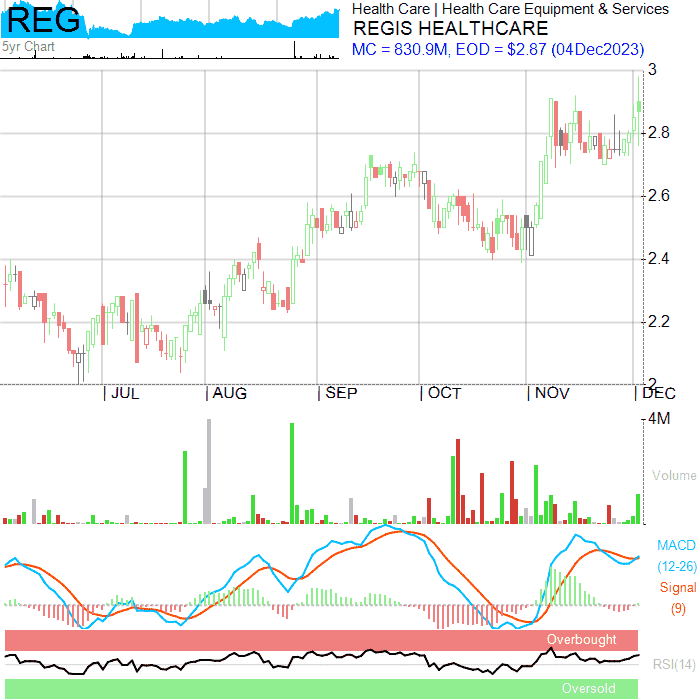 REG
5yr Chart
Health Care | Health Care Equipment & Services
REGIS HEALTHCARE
MC = 830.9M, EOD = $2.87 (04Dec2023)
3
2.8
2.6
2.4
2.2
2
| JUL | AUG | SEP | OCT | NOV | DEC
4M
Volume
MACD
(12-26)
Signal
(9)
Overbought
RSI(14)
Oversold